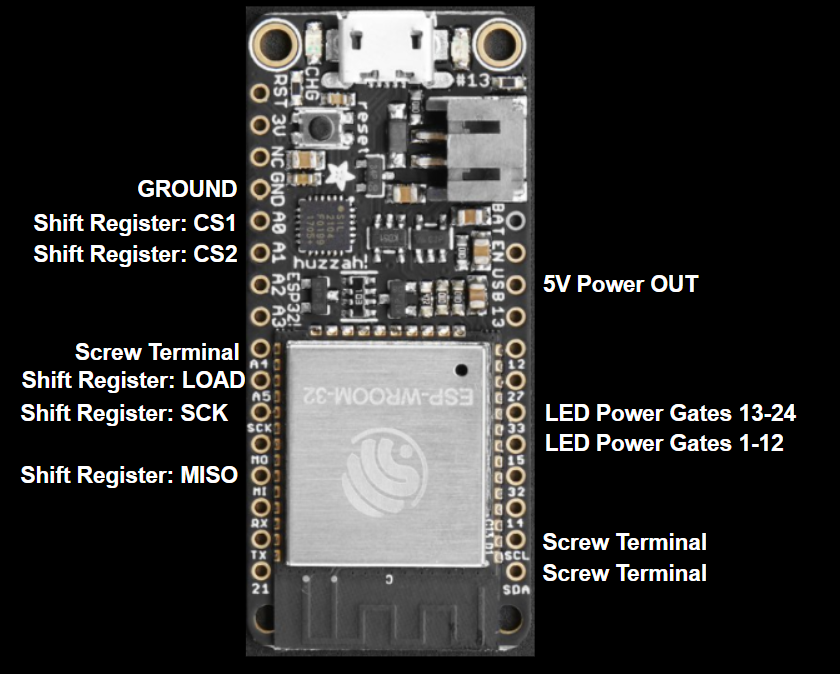 CHG
#13
RST
3V
reset
NC
GROUND
GND
BAT
Shift Register: CS1
A0
SIL
2104
Shift Register: CS2
A1
EN
huzzah!
ESP32!
A2
USB
5V Power OUT
A3
13
Screw Terminal
A4
12
Shift Register: LOAD
A5
27
ESP-WROOM-32
Shift Register: SCK
SCK
33
LED Power Gates 13-24
MO
15
LED Power Gates 1-12
Shift Register: MISO
MI
32
RX
14
TX
SCL
Screw Terminal
21
SDA
Screw Terminal
C